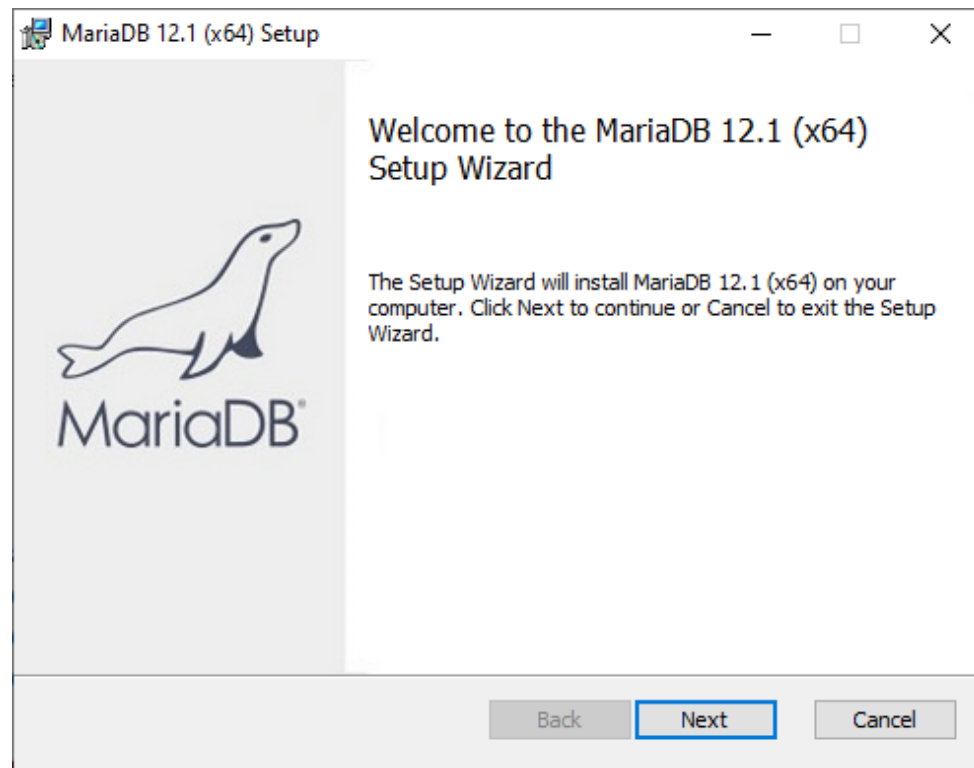 MariaDB 12.1 (x64) Setup
Welcome to the MariaDB 12.1 (x64)
Setup Wizard
The Setup Wizard will install MariaDB 12.1 (x64) on your
computer. Click Next to continue or Cancel to exit the Setup
Wizard.
MariaDB®
Back Next Cancel